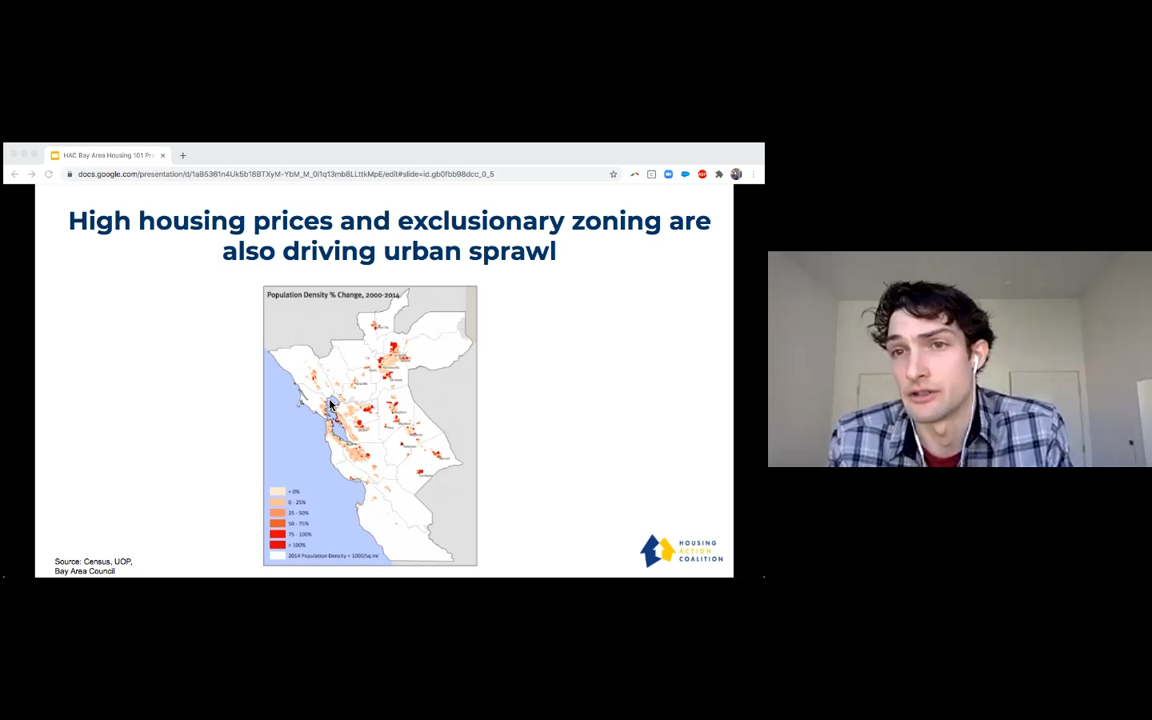 HAC Bay Area Housing 101 Pr
docs.google.com/presentation/d/1aB5361n4Uk5b18BTXyM-YbM_M_0i1q13mb8LLttkMpE/edit#slide=id.gb0fbb98dcc_0_5
High housing prices and exclusionary zoning are
also driving urban sprawl
Population Density % Change, 2000-2014
< 0%
0 - 25%
25 - 50%
50 - 75%
75 - 100%
> 100%
2014 Population Density < 1000/sq mi
Source: Census, UOP,
Bay Area Council
HOUSING
ACTION
COALITION